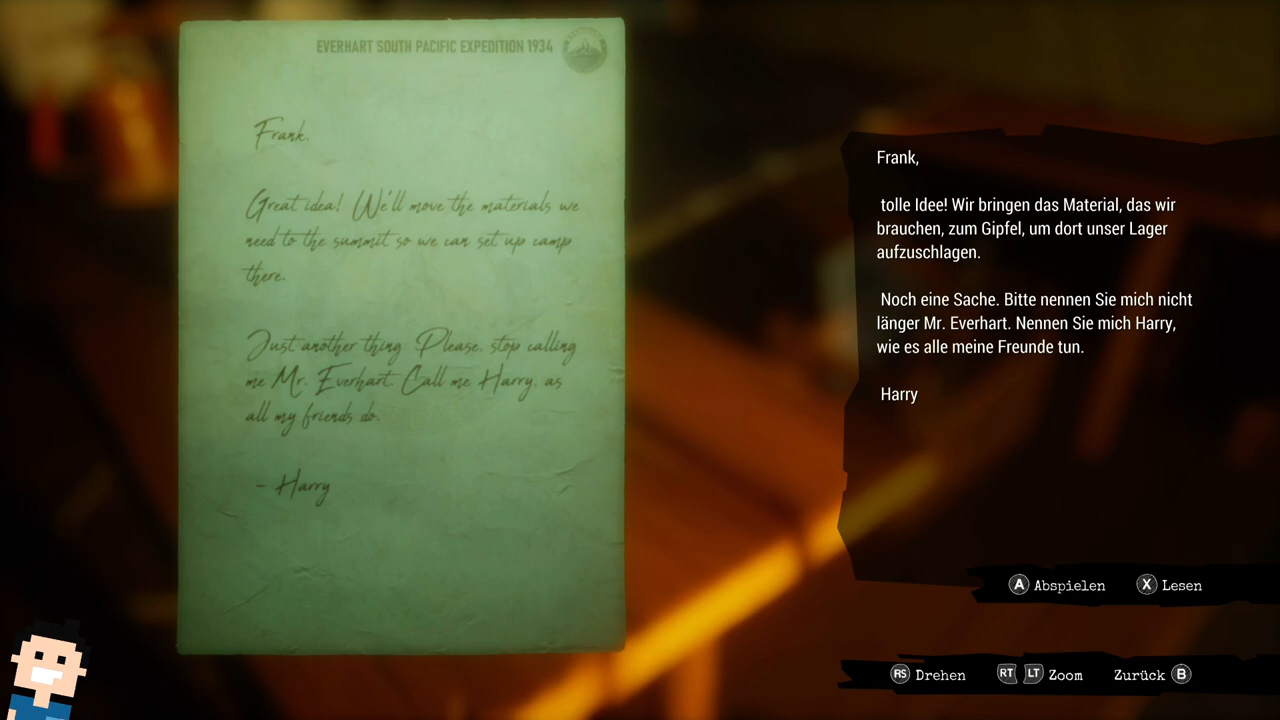 EVERHART SOUTH PACIFIC EXPEDITION 1934
Frank,
Great idea! We'll move the materials we
need to the summit so we can set up camp
there.
Just another thing. Please, stop calling
me Mr. Everhart. Call me Harry, as
all my friends do.
- Harry
Frank,
tolle Idee! Wir bringen das Material, das wir
brauchen, zum Gipfel, um dort unser Lager
aufzuschlagen.
Noch eine Sache. Bitte nennen Sie mich nicht
länger Mr. Everhart. Nennen Sie mich Harry,
wie es alle meine Freunde tun.
Harry
A Abspielen X Lesen
RS Drehen RT LT Zoom Zurück B